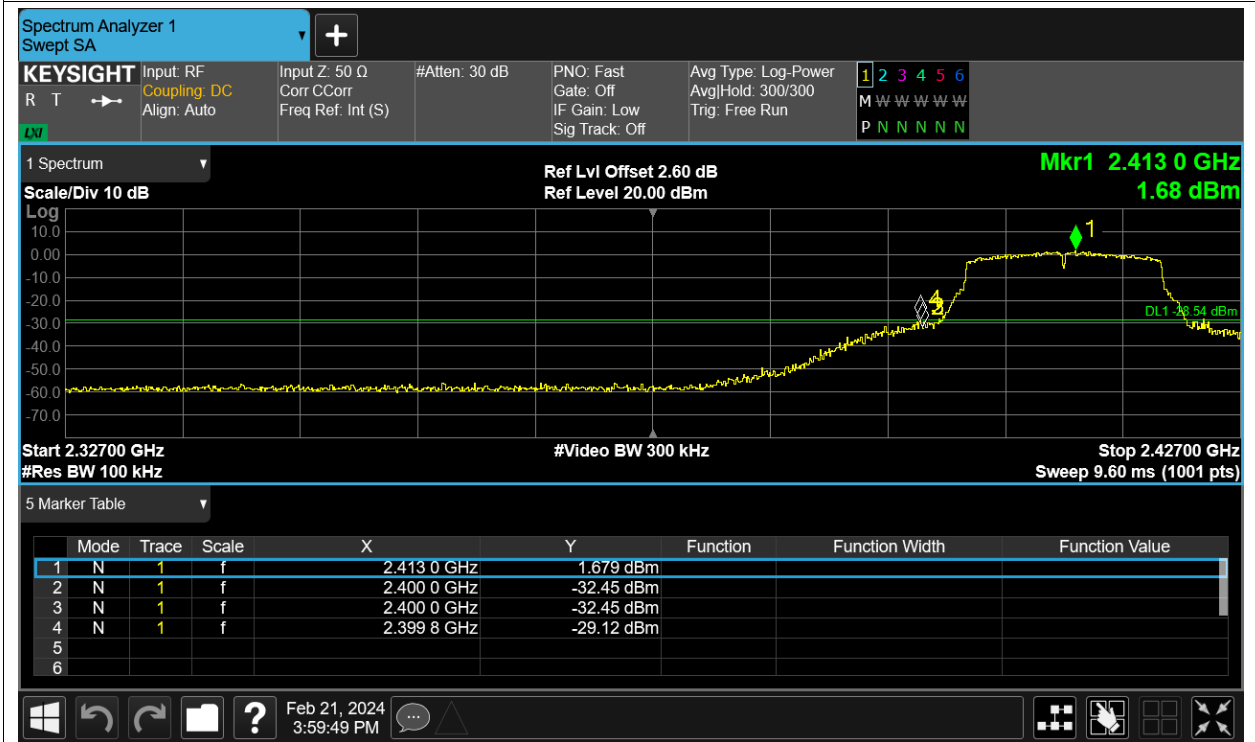 Spectrum Analyzer 1
Swept SA
KEYSIGHT
R T
LXI
Input: RF
Coupling: DC
Align: Auto
Input Z: 50 Ω
Corr CCorr
Freq Ref: Int (S)
#Atten: 30 dB
PNO: Fast
Gate: Off
IF Gain: Low
Sig Track: Off
Avg Type: Log-Power
Avg|Hold: 300/300
Trig: Free Run
1 2 3 4 5 6
M W W W W W
P N N N N N
1 Spectrum
Scale/Div 10 dB
Ref Lvl Offset 2.60 dB
Ref Level 20.00 dBm
Mkr1 2.413 0 GHz
1.68 dBm
Log
10.0
0.00
-10.0
-20.0
-30.0
-40.0
-50.0
-60.0
-70.0
1
4
DL1 -28.54 dBm
Start 2.32700 GHz
#Res BW 100 kHz
#Video BW 300 kHz
Stop 2.42700 GHz
Sweep 9.60 ms (1001 pts)
5 Marker Table
Mode Trace Scale X Y Function Function Width Function Value
1 N 1 f 2.413 0 GHz 1.679 dBm
2 N 1 f 2.400 0 GHz -32.45 dBm
3 N 1 f 2.400 0 GHz -32.45 dBm
4 N 1 f 2.399 8 GHz -29.12 dBm
5
6
?
Feb 21, 2024
3:59:49 PM